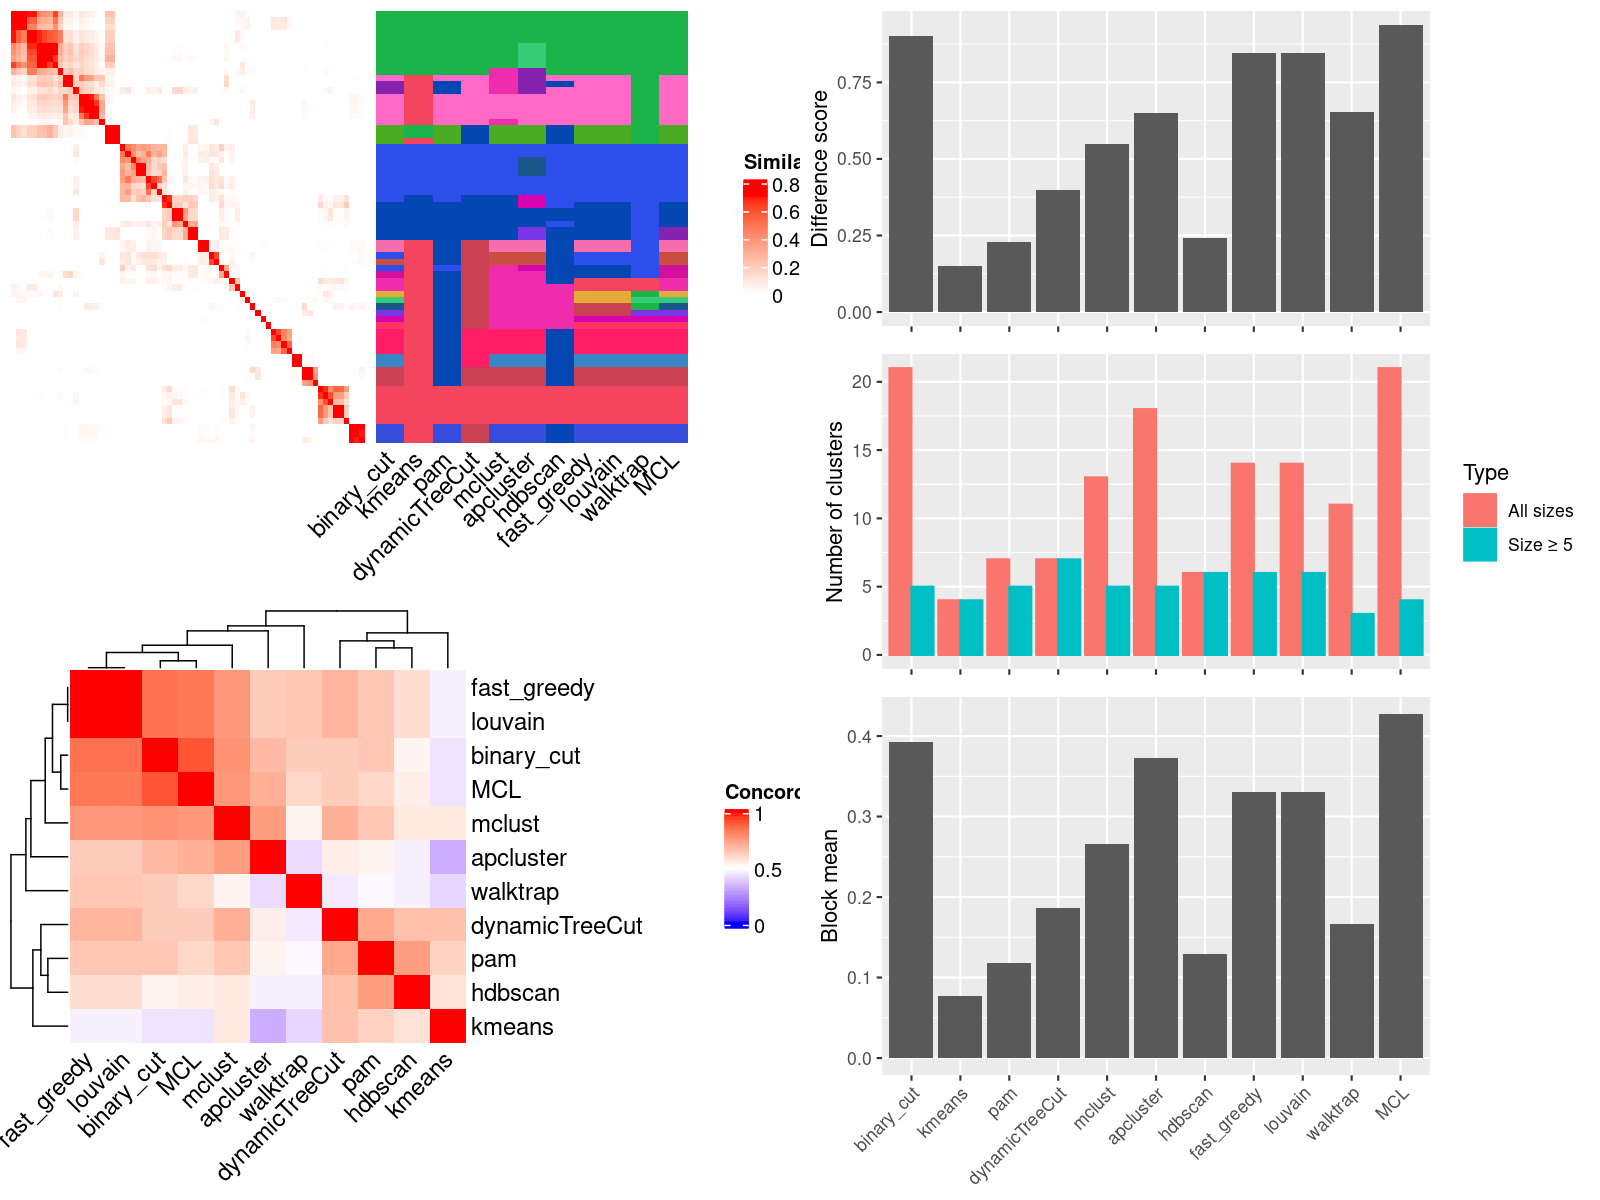 Simila
0.8
0.6
0.4
0.2
0
binary_cut
kmeans
pam
dynamicTreeCut
mclust
apcluster
hdbscan
fast_greedy
louvain
walktrap
MCL
fast_greedy
louvain
binary_cut
MCL
mclust
apcluster
walktrap
dynamicTreeCut
pam
hdbscan
kmeans
fast_greedy
louvain
binary_cut
MCL
mclust
apcluster
walktrap
dynamicTreeCut
pam
hdbscan
kmeans
Concord
1
0.5
0
Difference score
0.75
0.50
0.25
0.00
Number of clusters
20
15
10
5
0
Type
All sizes
Size ≥ 5
Block mean
0.4
0.3
0.2
0.1
0.0
binary_cut
kmeans
pam
dynamicTreeCut
mclust
apcluster
hdbscan
fast_greedy
louvain
walktrap
MCL